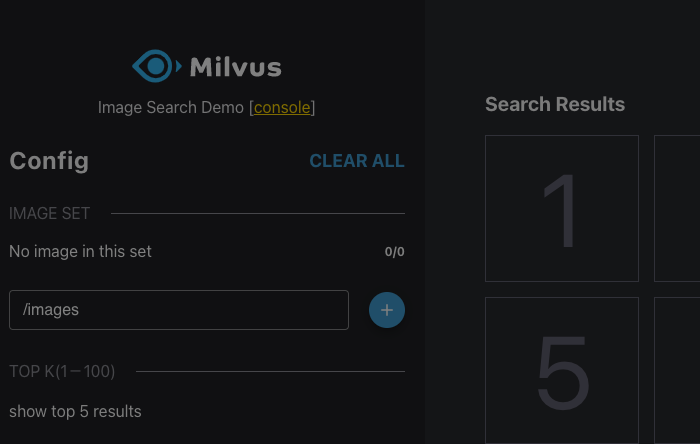 Milvus
Image Search Demo [console]
Config
CLEAR ALL
IMAGE SET
No image in this set
0/0
/images
+
TOP K(1－100)
show top 5 results
Search Results
1
5